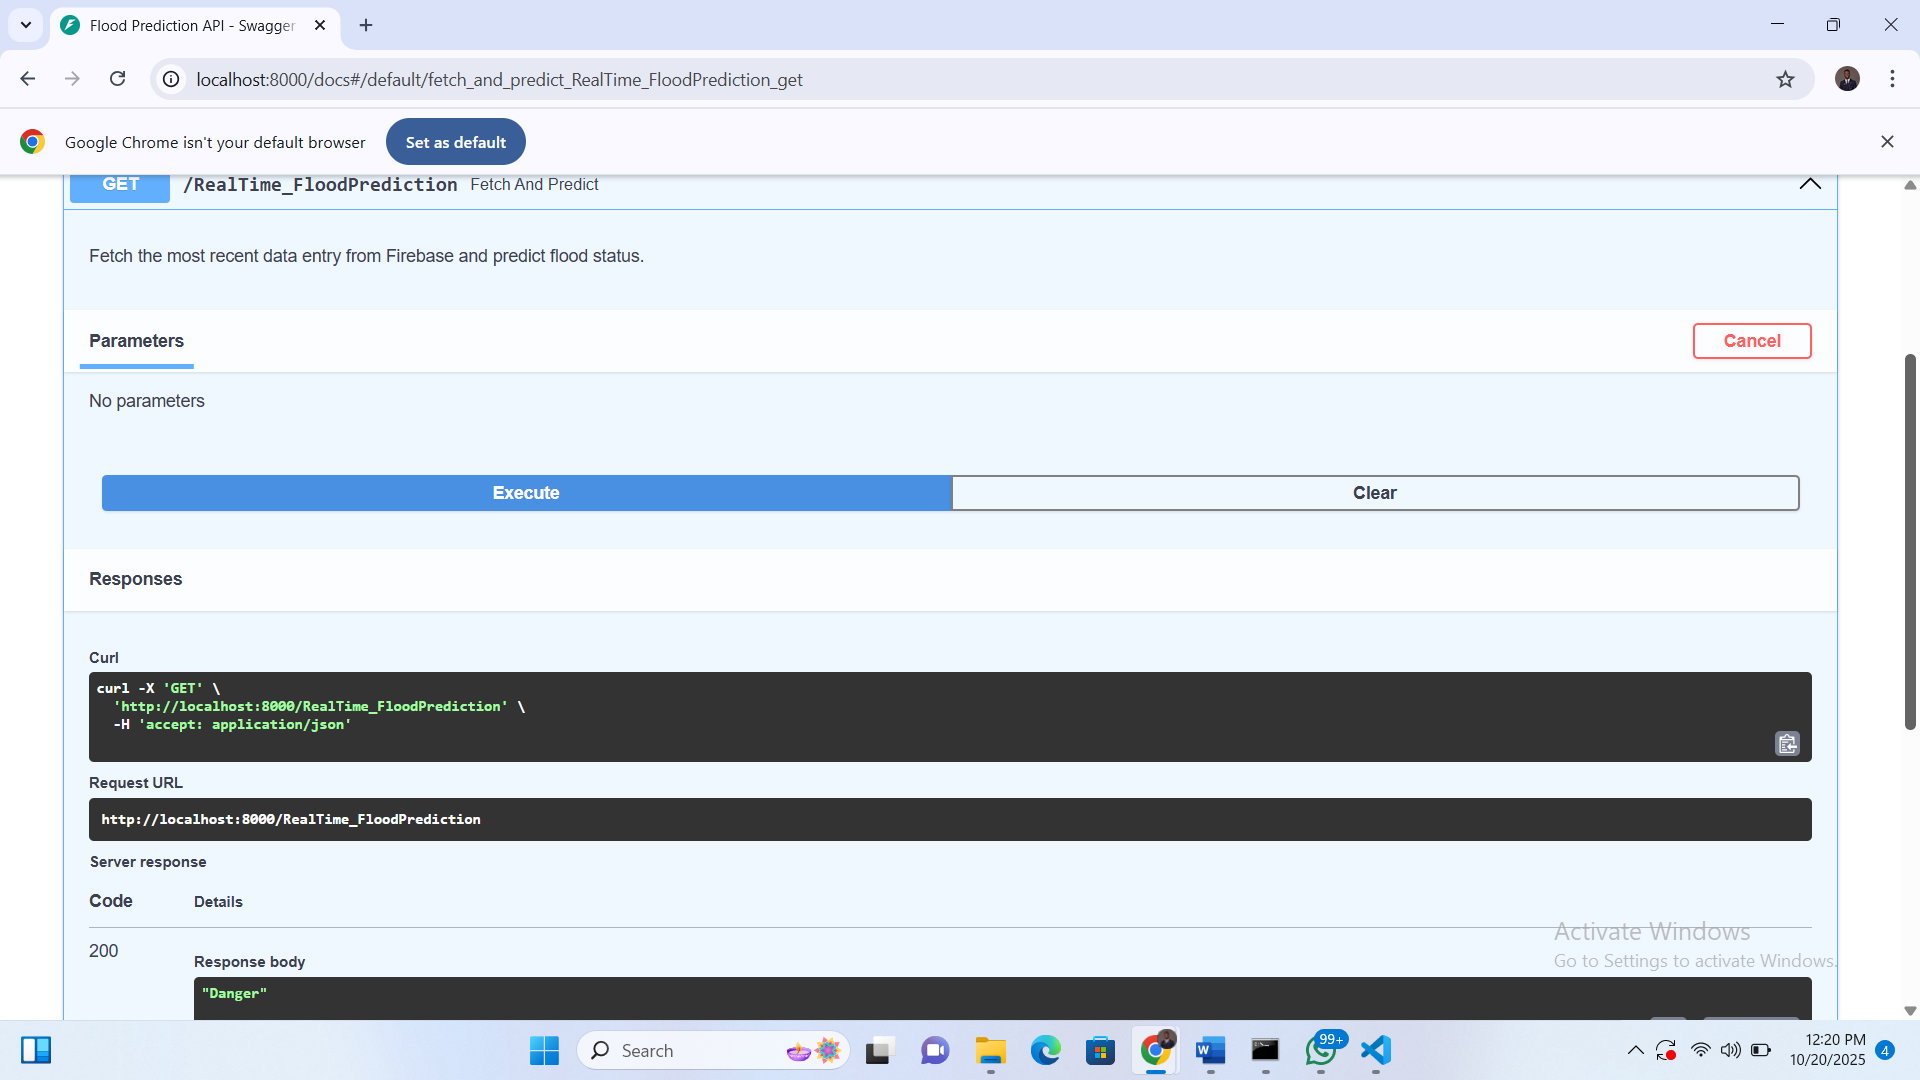 Flood Prediction API - Swagger
localhost:8000/docs#/default/fetch_and_predict_RealTime_FloodPrediction_get
Google Chrome isn't your default browser
Set as default
GET
/RealTime_FloodPrediction
Fetch And Predict
Fetch the most recent data entry from Firebase and predict flood status.
Parameters
Cancel
No parameters
Execute
Clear
Responses
Curl
curl -X 'GET' \
'http://localhost:8000/RealTime_FloodPrediction' \
-H 'accept: application/json'
Request URL
http://localhost:8000/RealTime_FloodPrediction
Server response
Code
Details
200
Response body
"Danger"
Activate Windows
Go to Settings to activate Windows.
Search
99+
12:20 PM
10/20/2025
4